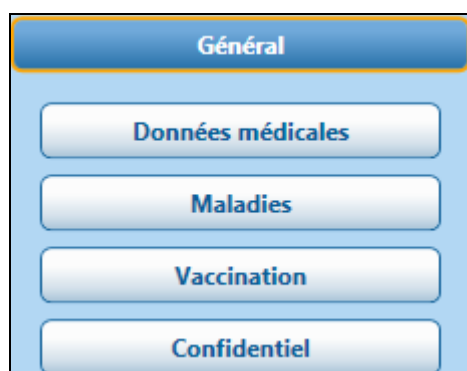 Général
Données médicales
Maladies
Vaccination
Confidentiel